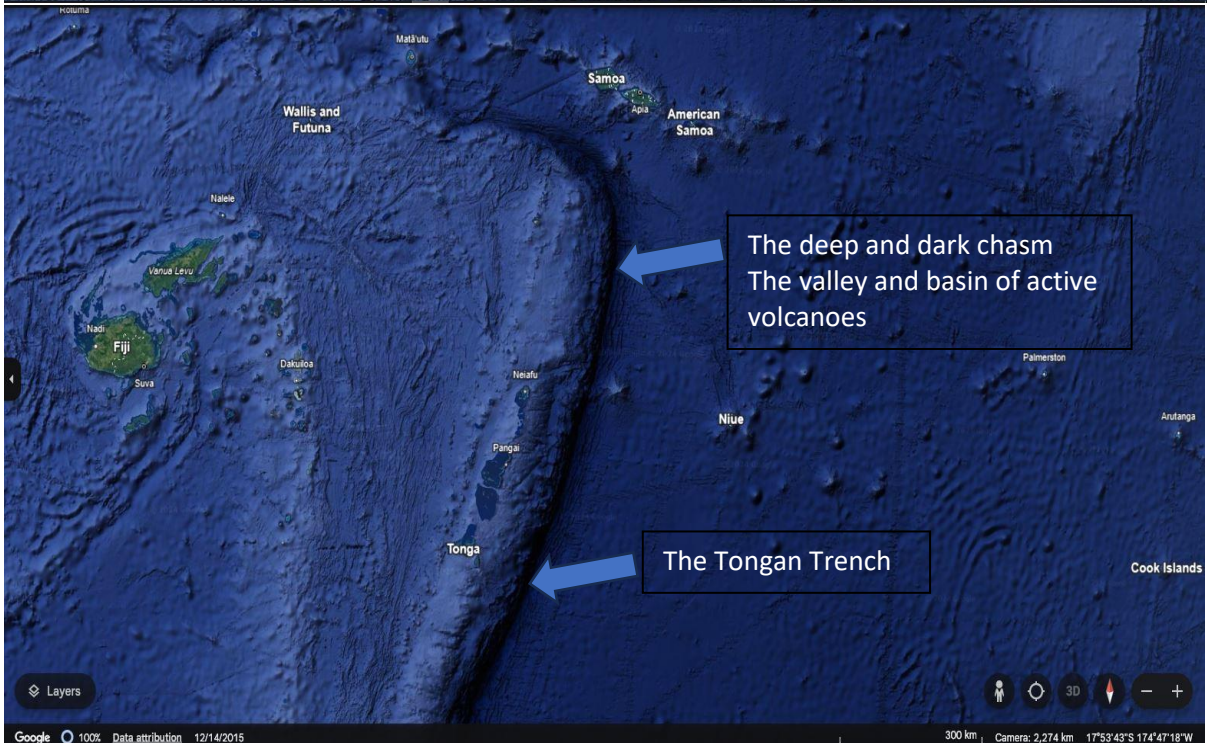 Rotuma
Matā'utu
Samoa
Apia
Wallis and
Futuna
American
Samoa
Nalele
Vanua Levu
The deep and dark chasm
The valley and basin of active
volcanoes
Nadi
Fiji
Suva
Dakuiloa
Neiafu
Palmerston
Niue
Arutanga
Pangai
Tonga
The Tongan Trench
Cook Islands
Layers
3D
Google 100% Data attribution 12/14/2015 300 km Camera: 2,274 km 17°53'43"S 174°47'18"W